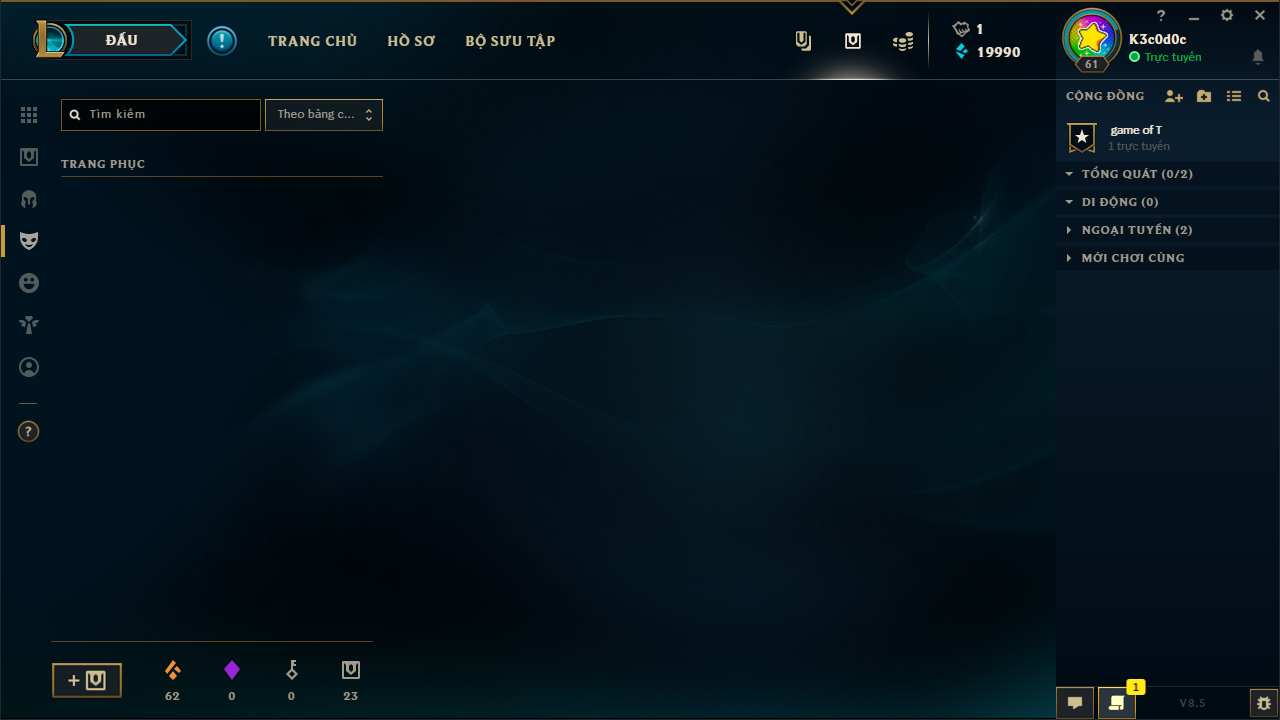 ĐẤU
TRANG CHỦ
HỒ SƠ
BỘ SƯU TẬP
1
19990
61
K3c0d0c
Trực tuyến
Tìm kiếm
Theo bảng c...
TRANG PHỤC
CỘNG ĐỒNG
game of T
1 trực tuyến
TỔNG QUÁT (0/2)
DI ĐỘNG (0)
NGOẠI TUYẾN (2)
MỚI CHƠI CÙNG
62
0
0
23
1
V8.5